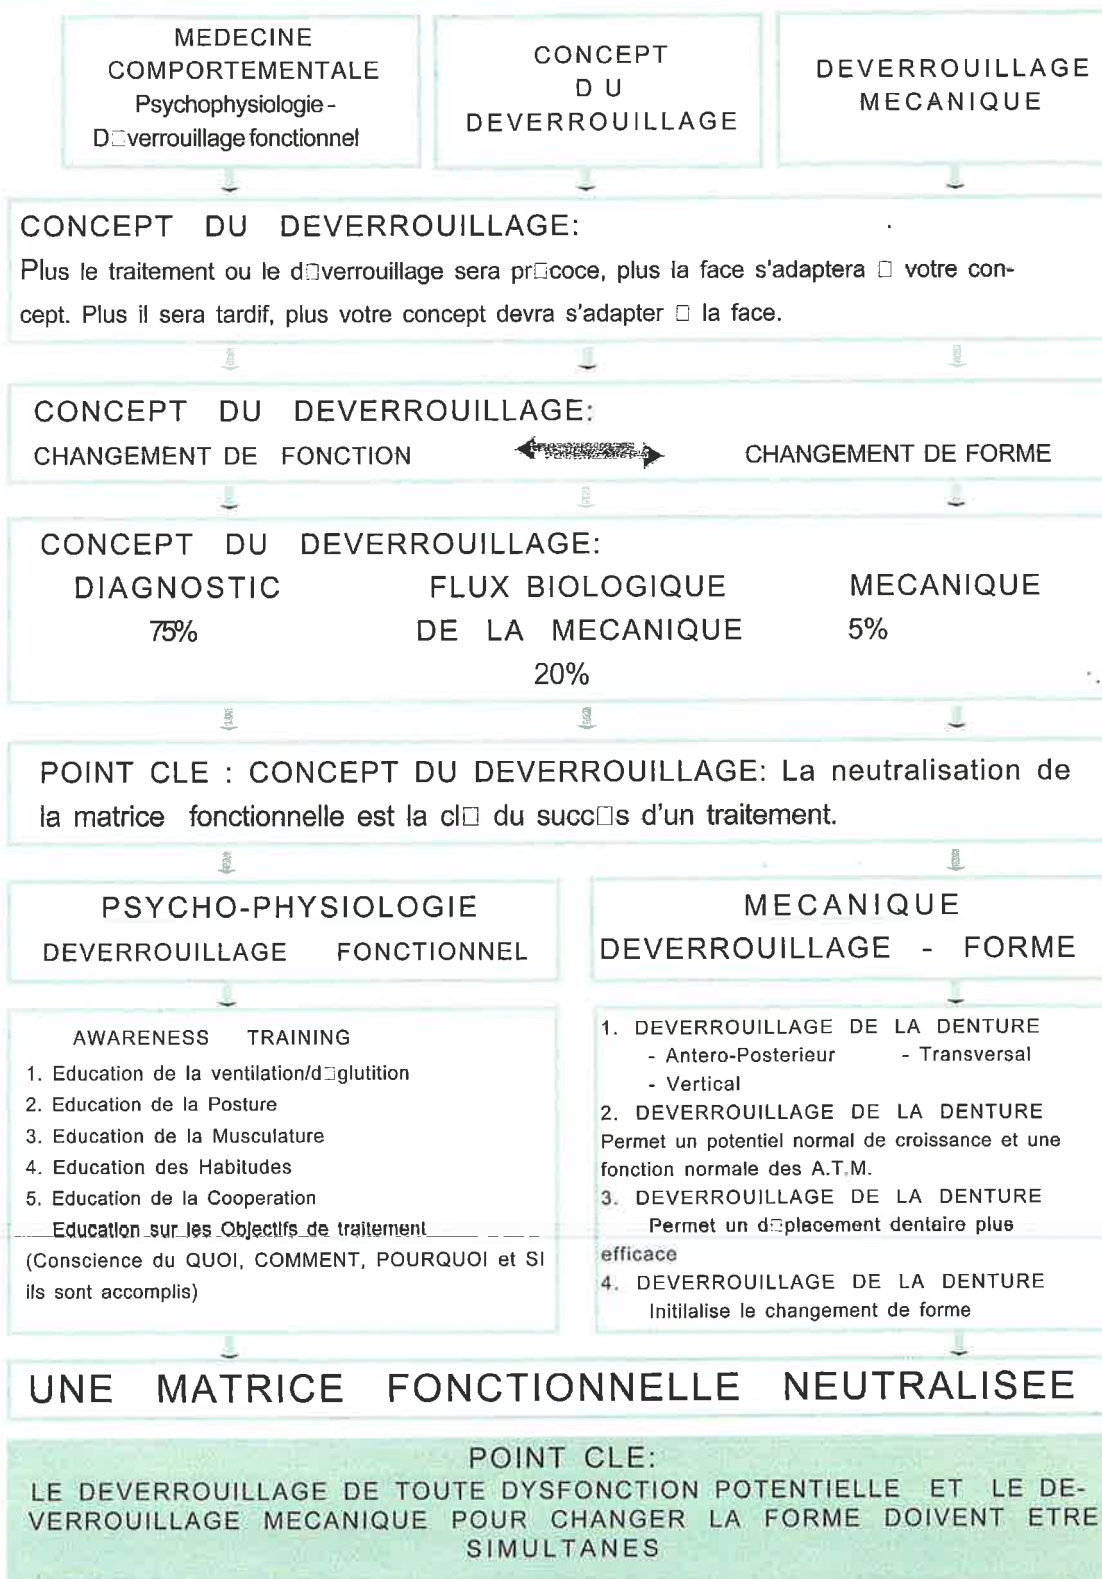 MEDECINE
COMPORTEMENTALE
Psychophysiologie -
D□verrouillage fonctionnel
CONCEPT
D U
DEVERROUILLAGE
DEVERROUILLAGE
MECANIQUE
CONCEPT DU DEVERROUILLAGE:
Plus le traitement ou le d□verrouillage sera pr□coce, plus la face s'adaptera □ votre con-
cept. Plus il sera tardif, plus votre concept devra s'adapter □ la face.
CONCEPT DU DEVERROUILLAGE:
CHANGEMENT DE FONCTION CHANGEMENT DE FORME
CONCEPT DU DEVERROUILLAGE:
DIAGNOSTIC FLUX BIOLOGIQUE MECANIQUE
75% DE LA MECANIQUE 5%
20%
POINT CLE : CONCEPT DU DEVERROUILLAGE: La neutralisation de
la matrice fonctionnelle est la cl□ du succ□s d'un traitement.
PSYCHO-PHYSIOLOGIE
DEVERROUILLAGE FONCTIONNEL
MECANIQUE
DEVERROUILLAGE - FORME
AWARENESS TRAINING
1. Education de la ventilation/d□glutition
2. Education de la Posture
3. Education de la Musculature
4. Education des Habitudes
5. Education de la Cooperation
Education sur les Objectifs de traitement
(Conscience du QUOI, COMMENT, POURQUOI et SI
ils sont accomplis)
1. DEVERROUILLAGE DE LA DENTURE
- Antero-Posterieur - Transversal
- Vertical
2. DEVERROUILLAGE DE LA DENTURE
Permet un potentiel normal de croissance et une
fonction normale des A.T.M.
3. DEVERROUILLAGE DE LA DENTURE
Permet un d□placement dentaire plus
efficace
4. DEVERROUILLAGE DE LA DENTURE
Initilalise le changement de forme
UNE MATRICE FONCTIONNELLE NEUTRALISEE
POINT CLE:
LE DEVERROUILLAGE DE TOUTE DYSFONCTION POTENTIELLE ET LE DE-
VERROUILLAGE MECANIQUE POUR CHANGER LA FORME DOIVENT ETRE
SIMULTANES